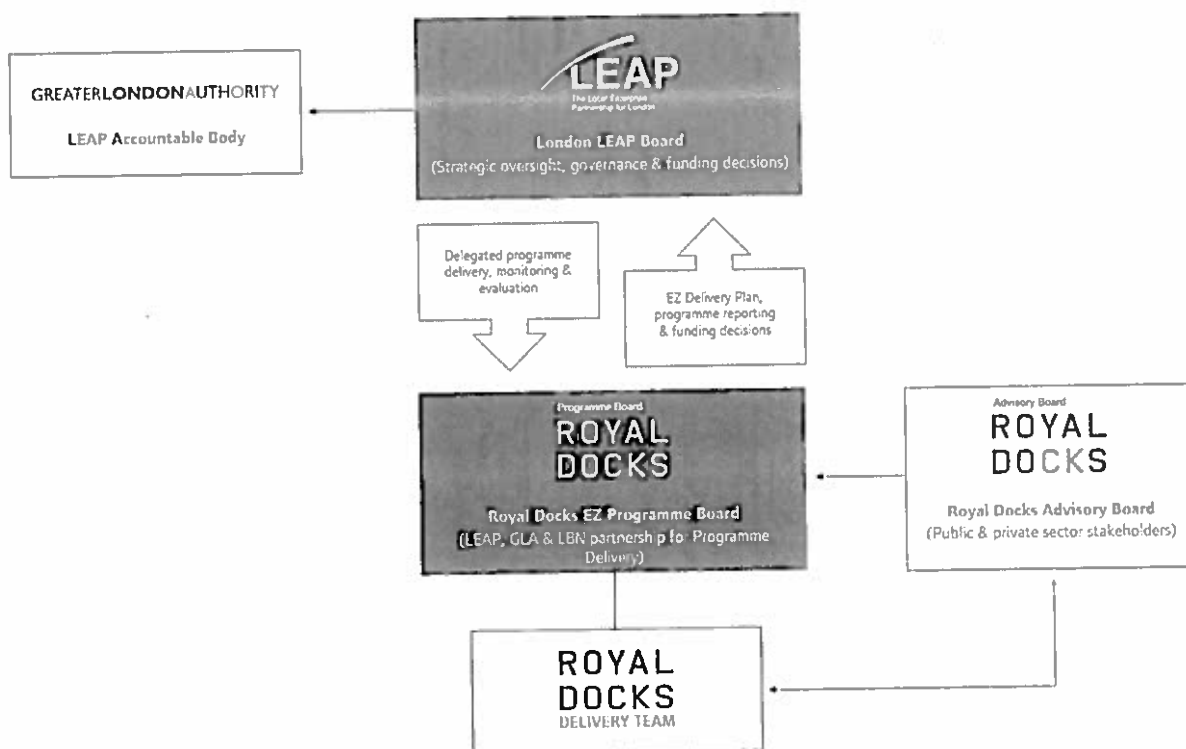 GREATERLONDONAUTHORITY
LEAP Accountable Body
LEAP
The Local Enterprise
Partnership for London
London LEAP Board
(Strategic oversight, governance & funding decisions)
Delegated programme
delivery, monitoring &
evaluation
EZ Delivery Plan,
programme reporting
& funding decisions
Programme Board
ROYAL
DOCKS
Royal Docks EZ Programme Board
(LEAP, GLA & LBN partnership for Programme
Delivery)
Advisory Board
ROYAL
DOCKS
Royal Docks Advisory Board
(Public & private sector stakeholders)
ROYAL
DOCKS
DELIVERY TEAM